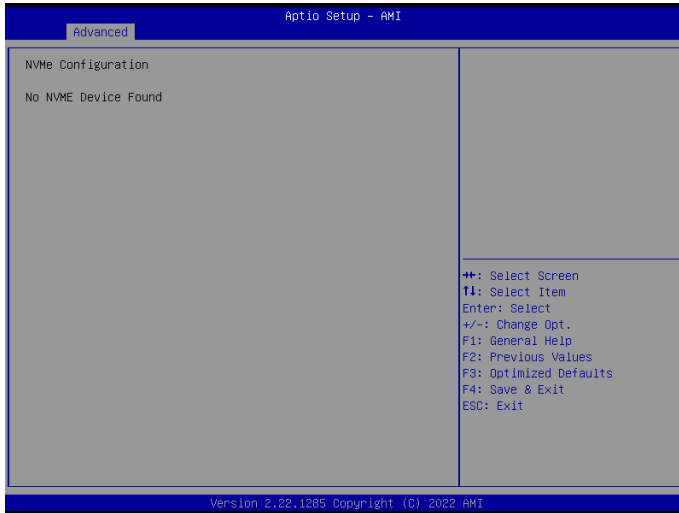 Aptio Setup – AMI
Advanced
NVMe Configuration
No NVME Device Found
→←: Select Screen
↑↓: Select Item
Enter: Select
+/-: Change Opt.
F1: General Help
F2: Previous Values
F3: Optimized Defaults
F4: Save & Exit
ESC: Exit
Version 2.22.1285 Copyright (C) 2022 AMI